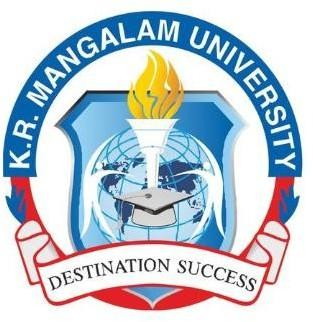 K.R. MANGALAM UNIVERSITY
DESTINATION SUCCESS